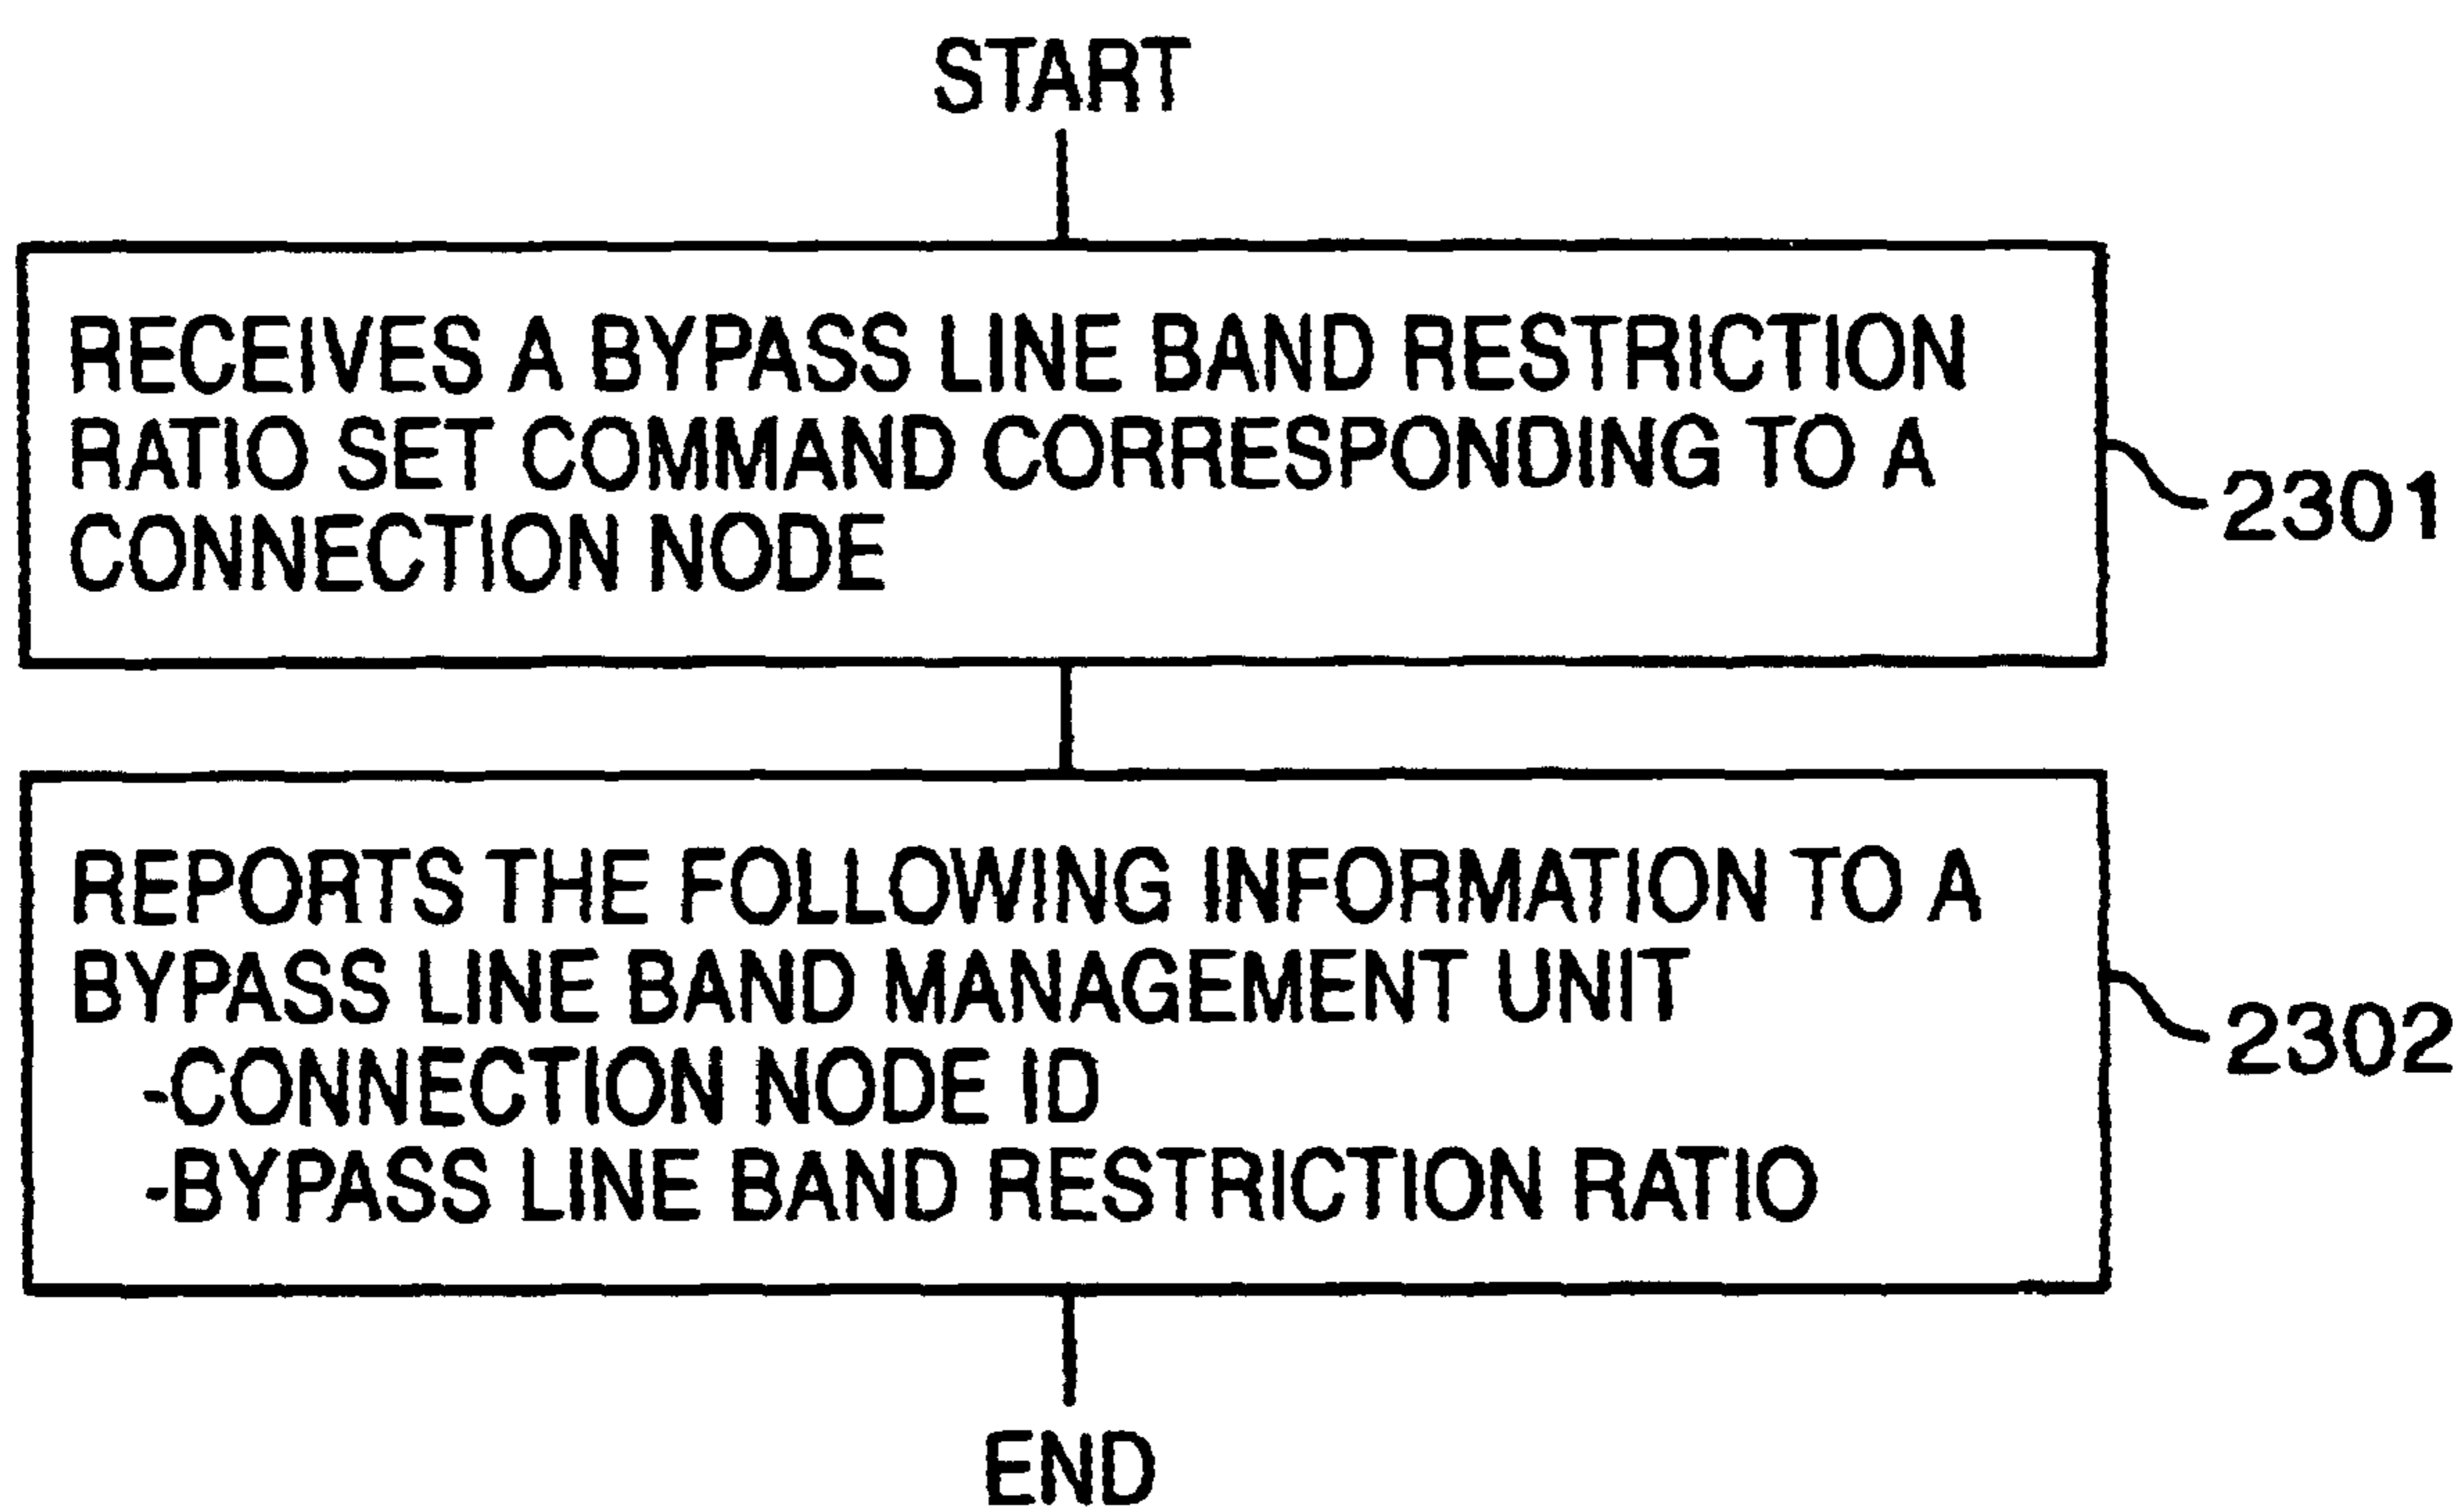 START
RECEIVES A BYPASS LINE BAND RESTRICTION
RATIO SET COMMAND CORRESPONDING TO A
CONNECTION NODE
2301
REPORTS THE FOLLOWING INFORMATION TO A
BYPASS LINE BAND MANAGEMENT UNIT
-CONNECTION NODE ID
-BYPASS LINE BAND RESTRICTION RATIO
2302
END